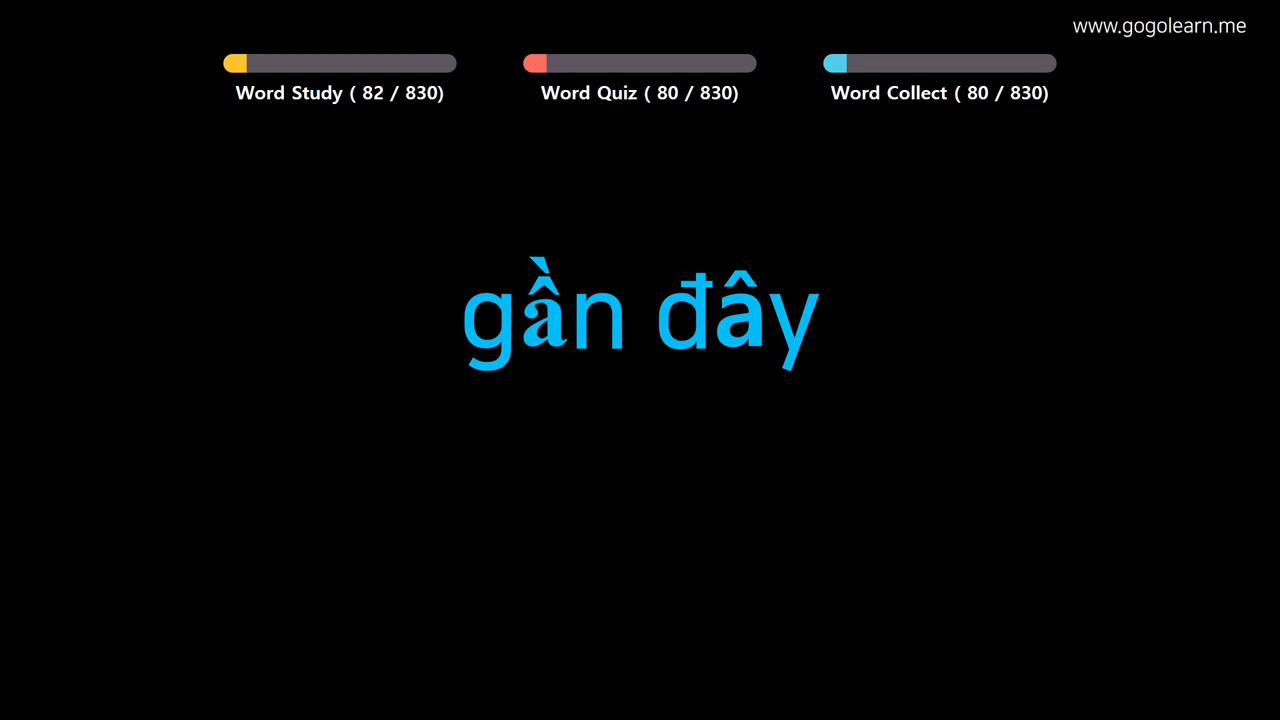 www.gogolearn.me
Word Study ( 82 / 830)
Word Quiz ( 80 / 830)
Word Collect ( 80 / 830)
gần đây